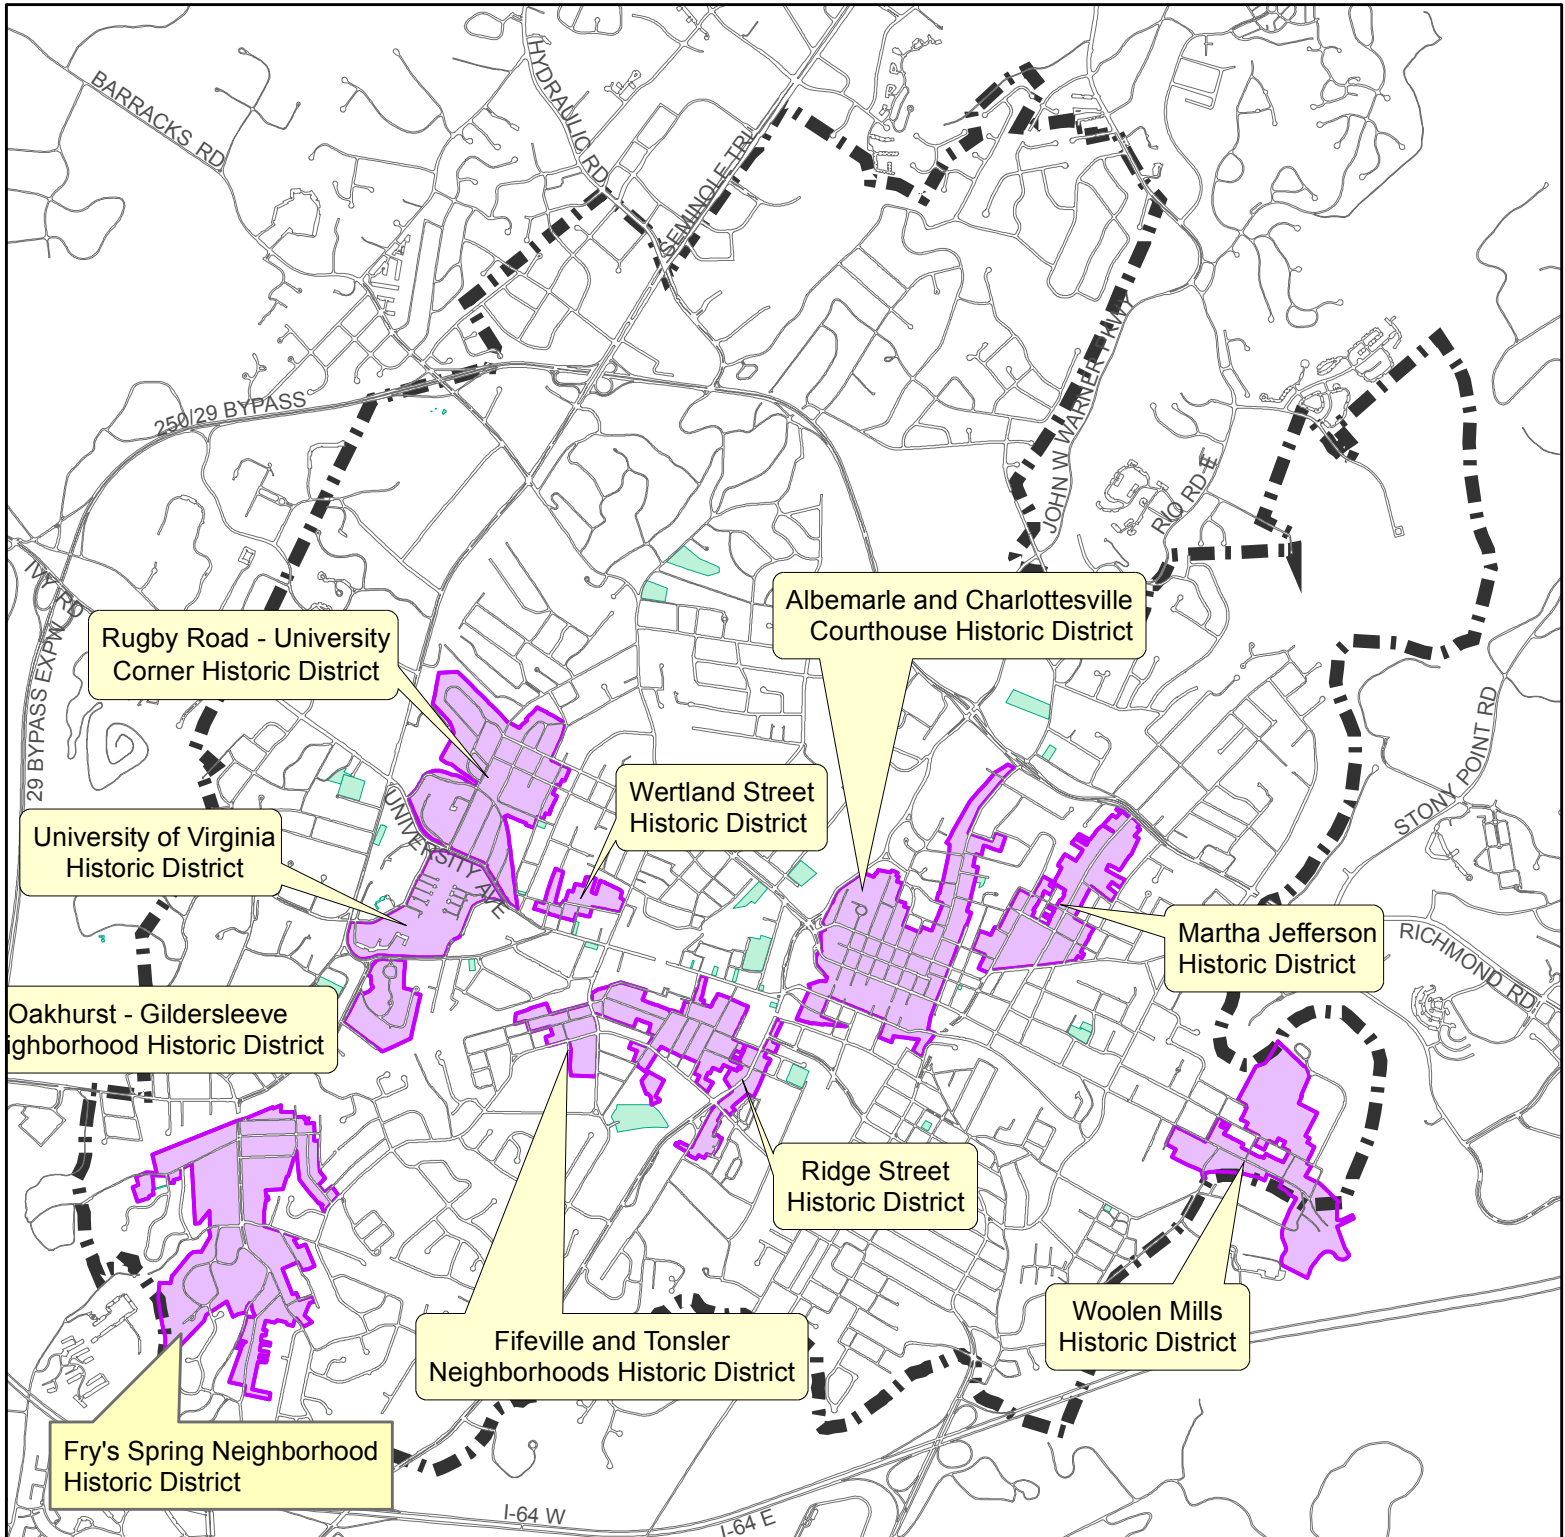 BARRACKS RD
HYDRAULIC RD
SEMINOLE TRL
250/29 BYPASS
JOHN W WARNER PKWY
RIO RD E
IVY RD
29 BYPASS EXPW
Albemarle and Charlottesville
Courthouse Historic District
Rugby Road - University
Corner Historic District
STONY POINT RD
Wertland Street
Historic District
UNIVERSITY AVE
University of Virginia
Historic District
Martha Jefferson
Historic District
RICHMOND RD
Oakhurst - Gildersleeve
ighborhood Historic District
Ridge Street
Historic District
Woolen Mills
Historic District
Fifeville and Tonsler
Neighborhoods Historic District
Fry's Spring Neighborhood
Historic District
I-64 W
I-64 E